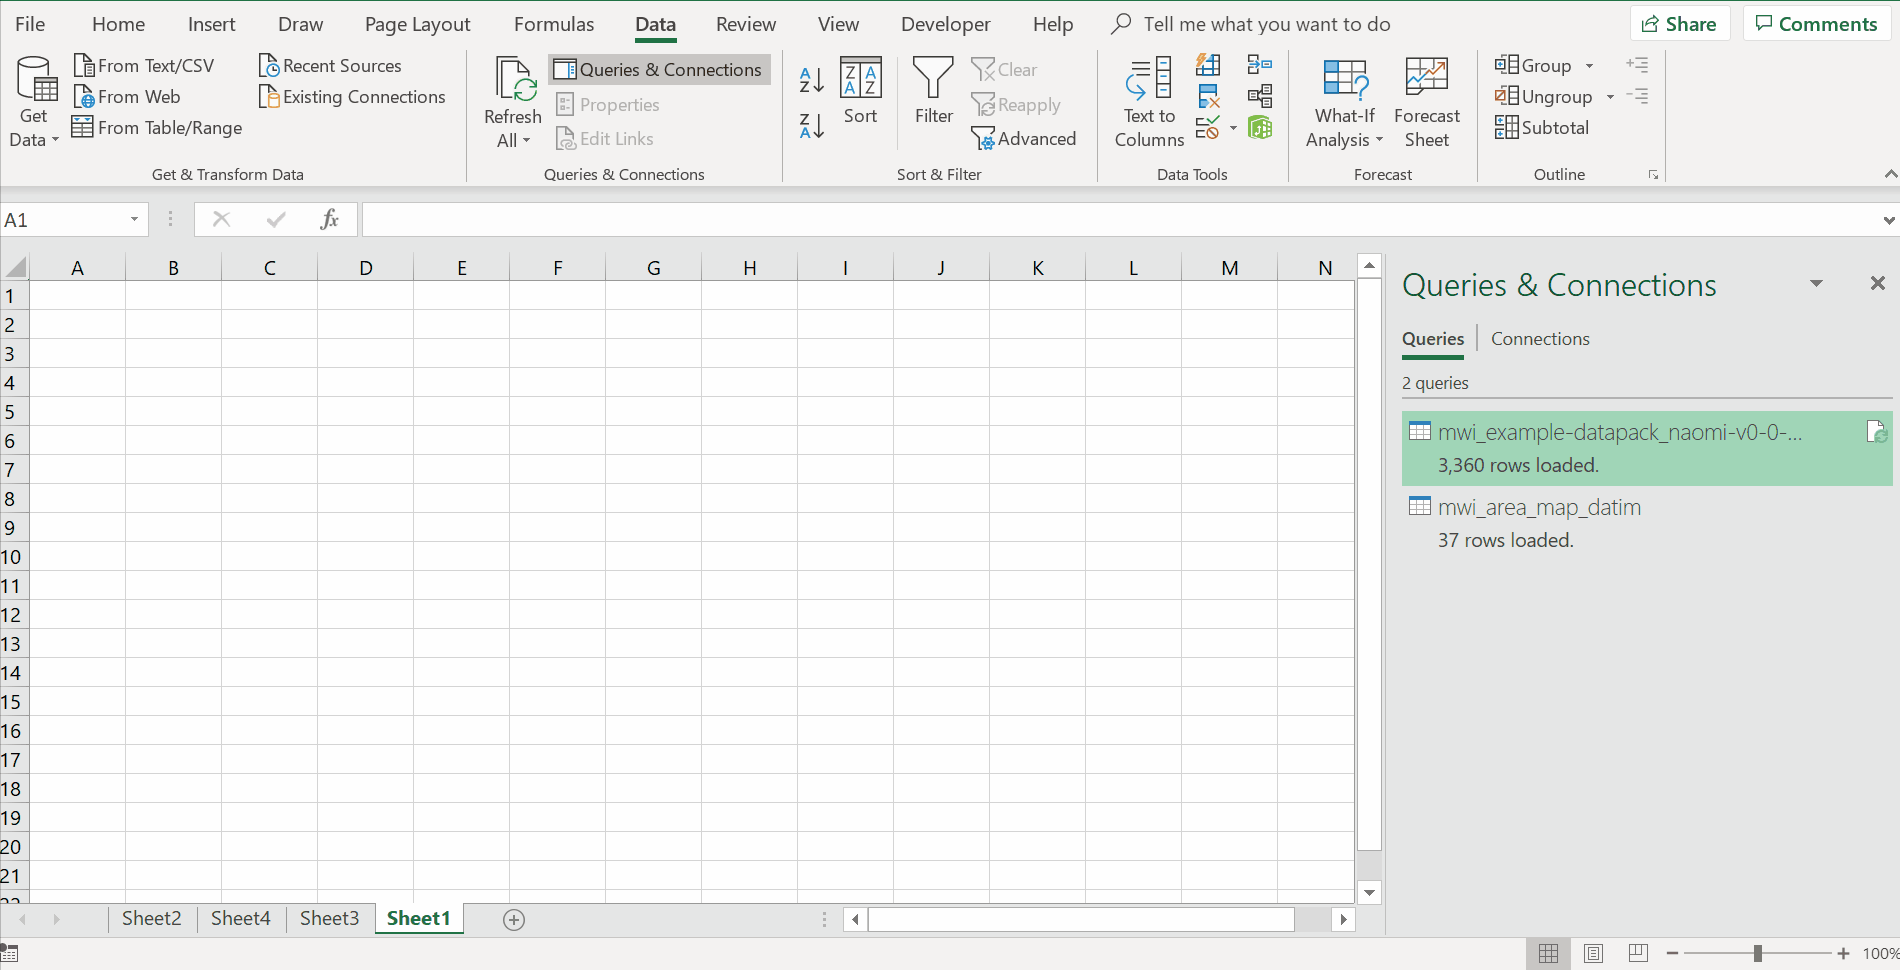 File Home Insert Draw Page Layout Formulas Data Review View Developer Help Tell me what you want to do Share Comments
Get Data
From Text/CSV
From Web
From Table/Range
Recent Sources
Existing Connections
Get & Transform Data
Refresh All
Queries & Connections
Properties
Edit Links
Queries & Connections
Sort
Filter
Clear
Reapply
Advanced
Sort & Filter
Text to Columns
Data Tools
What-If Analysis
Forecast Sheet
Forecast
Group
Ungroup
Subtotal
Outline
A1 fx
A B C D E F G H I J K L M N
1
2
3
4
5
6
7
8
9
10
11
12
13
14
15
16
17
18
19
20
21
Queries & Connections
Queries Connections
2 queries
mwi_example-datapack_naomi-v0-0-...
3,360 rows loaded.
mwi_area_map_datim
37 rows loaded.
Sheet2 Sheet4 Sheet3 Sheet1
100%